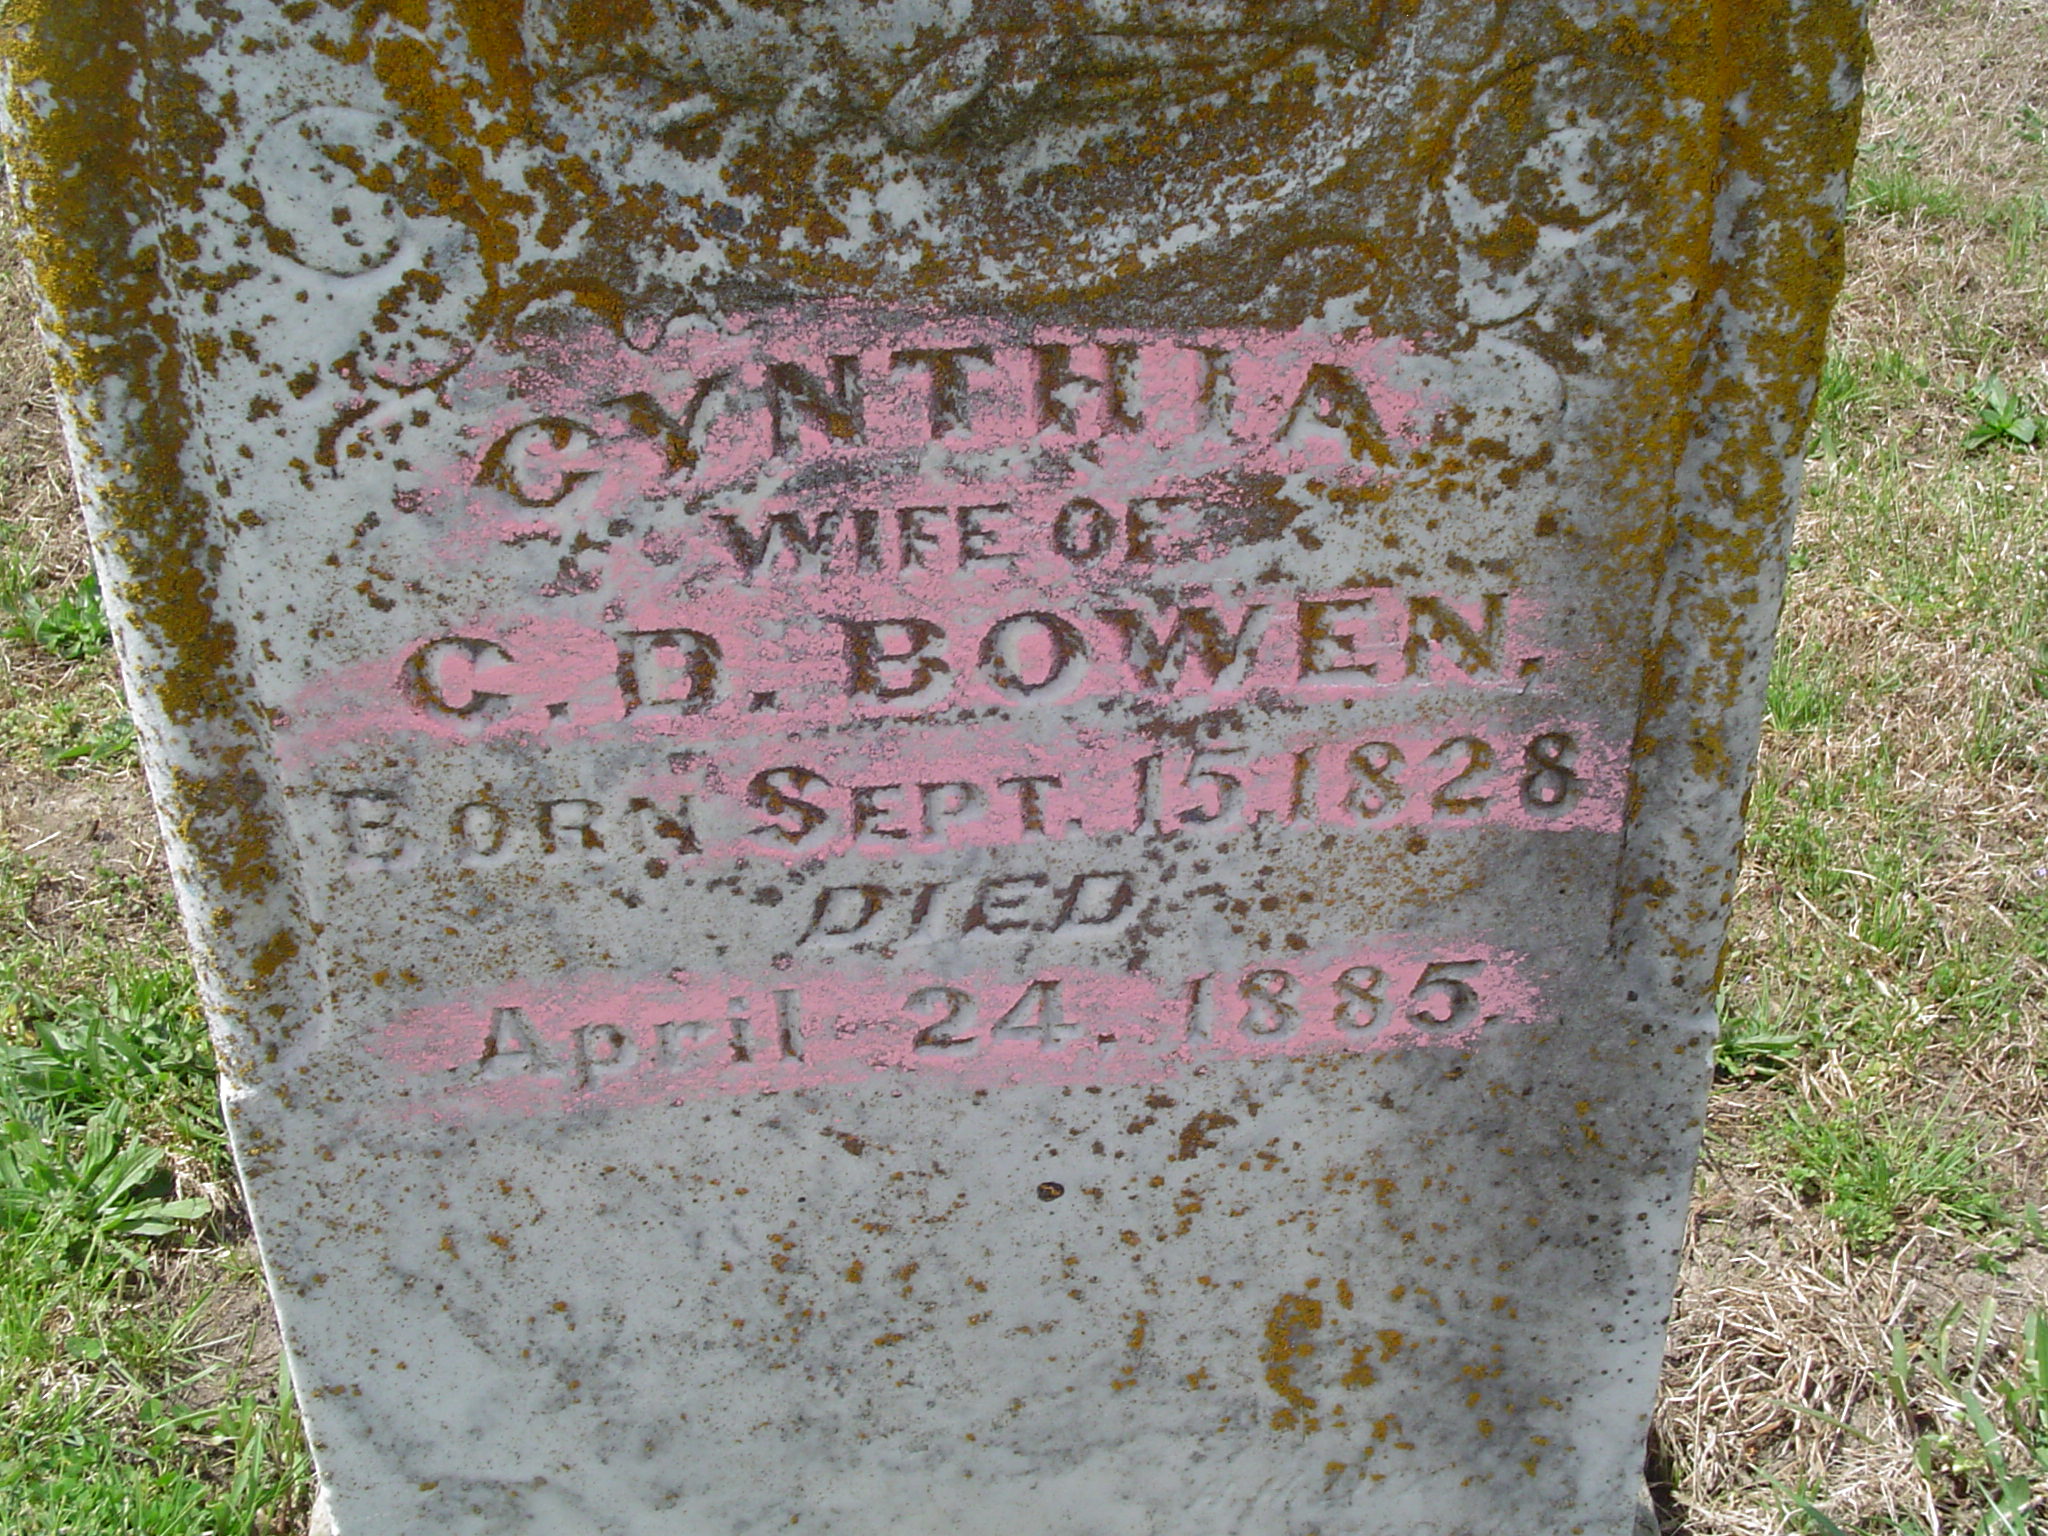 CYNTHIA
WIFE OF
C. D. BOWEN,
BORN SEPT. 15, 1828
DIED
April 24, 1885.